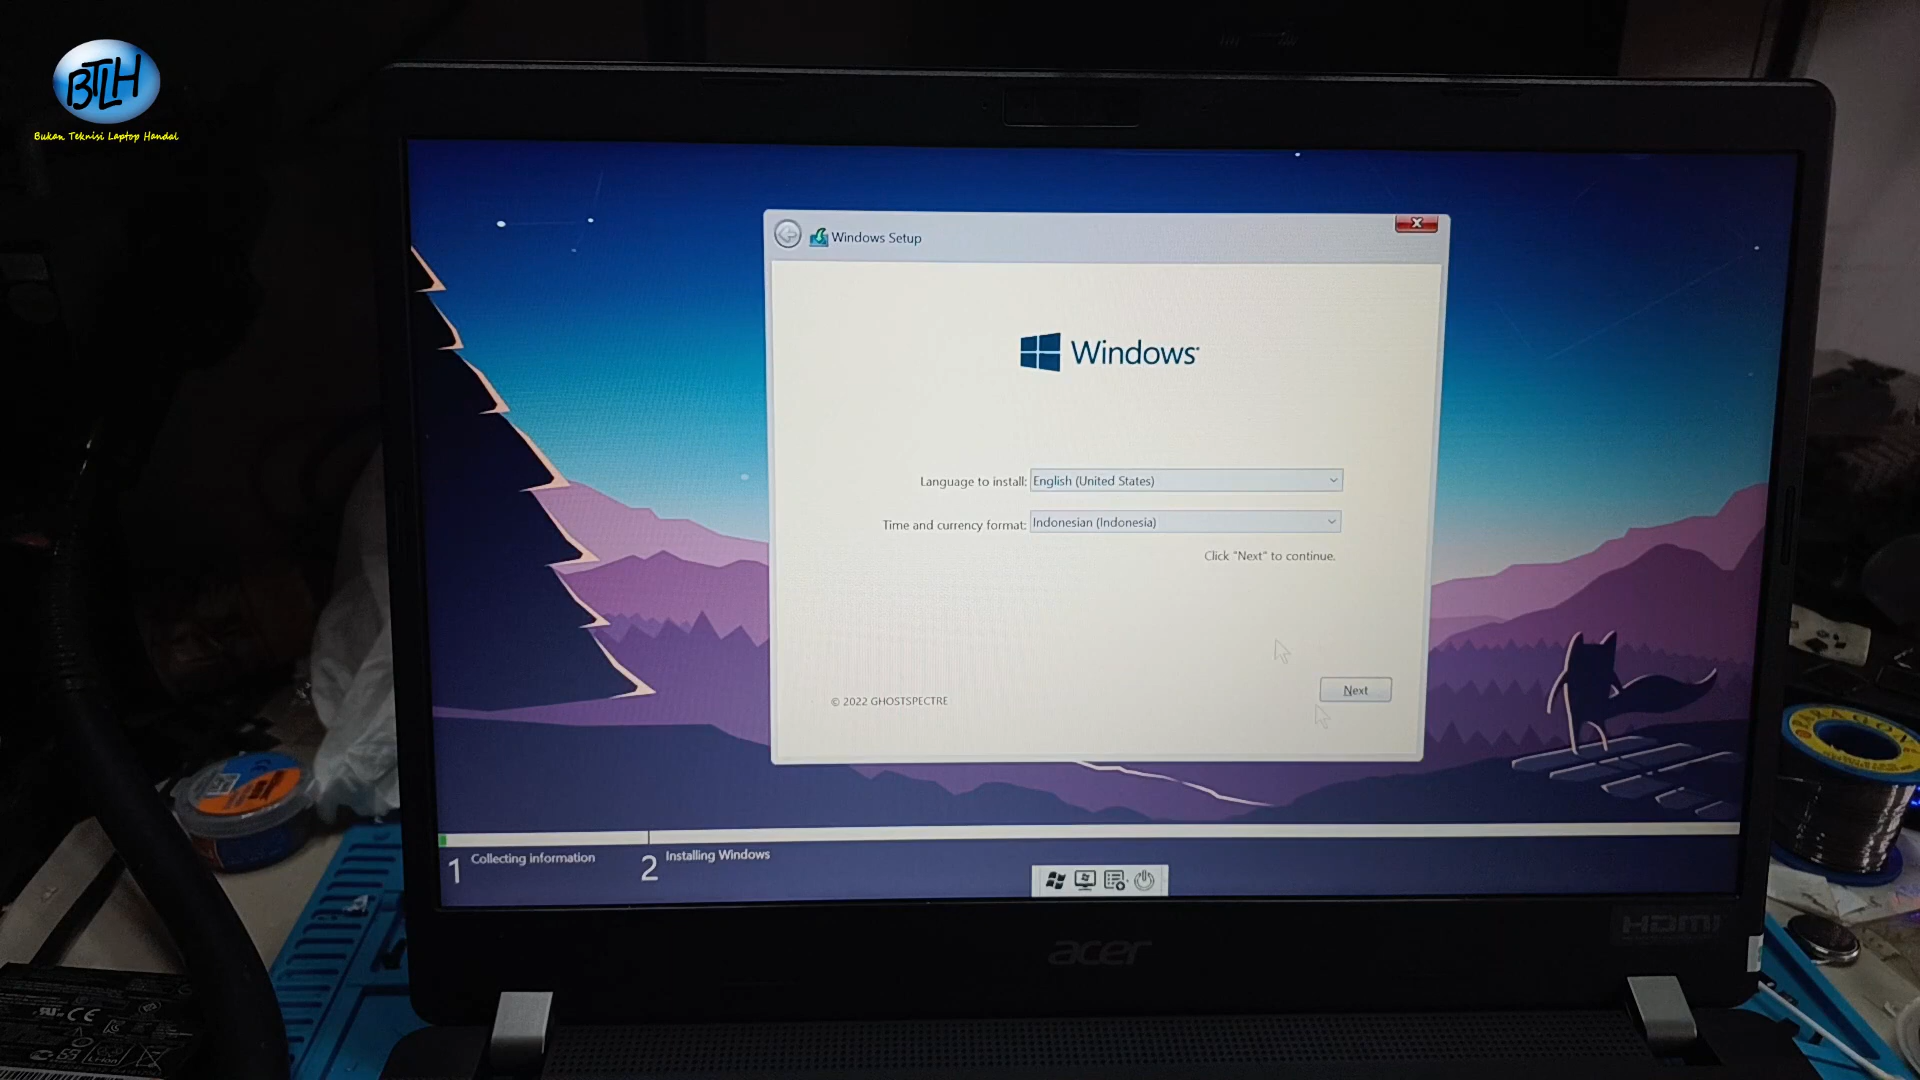 BTLH
Bukan Teknisi Laptop Handal
Windows Setup
Windows
Language to install: English (United States)
Time and currency format: Indonesian (Indonesia)
Click "Next" to continue.
Next
© 2022 GHOSTSPECTRE
1 Collecting information
2 Installing Windows
acer
HDMI